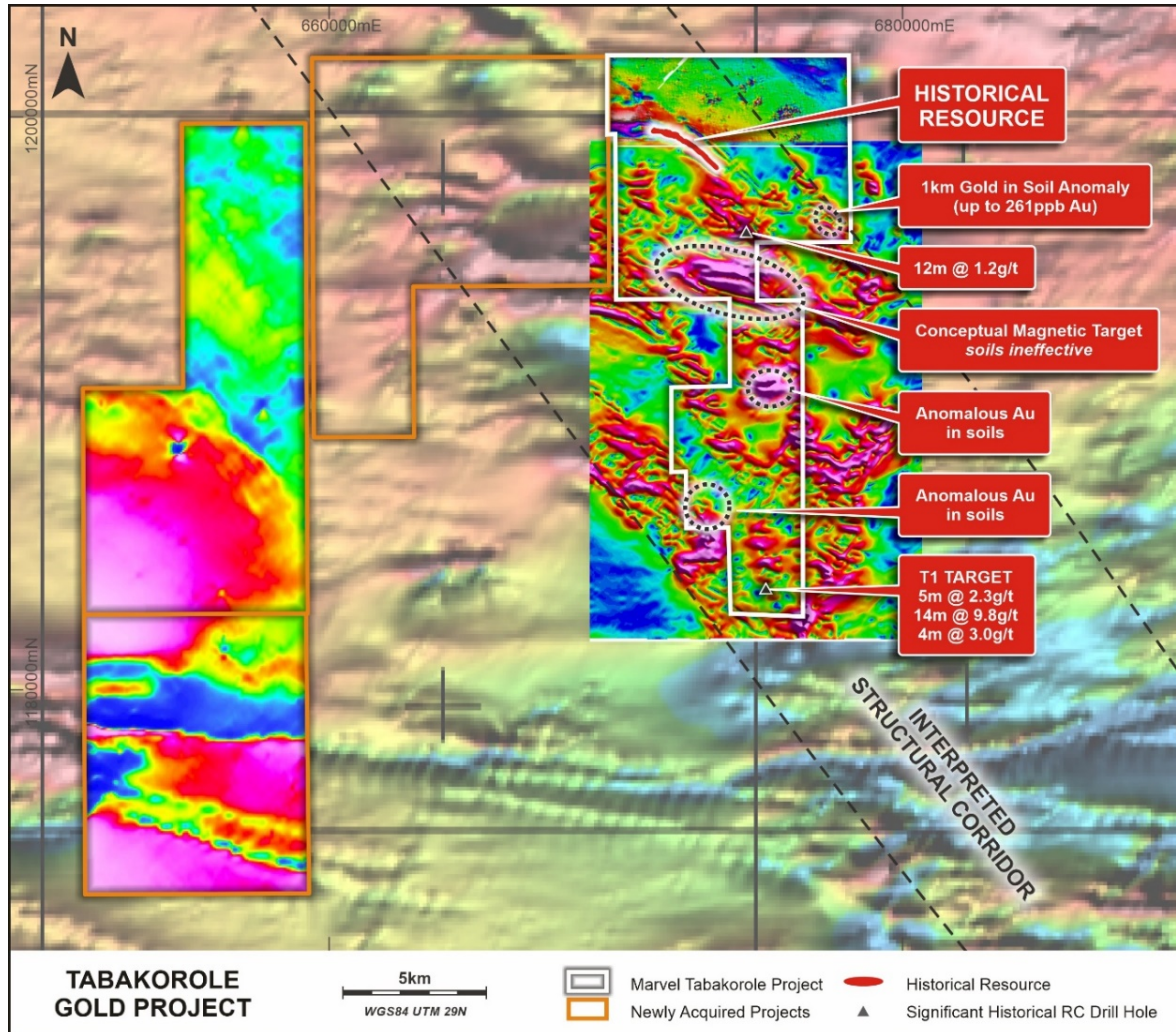 660000mE
680000mE
N
1200000mN
HISTORICAL
RESOURCE
1km Gold in Soil Anomaly
(up to 261ppb Au)
12m @ 1.2g/t
Conceptual Magnetic Target
soils ineffective
Anomalous Au
in soils
Anomalous Au
in soils
T1 TARGET
5m @ 2.3g/t
14m @ 9.8g/t
4m @ 3.0g/t
1180000mN
INTERPRETED
STRUCTURAL CORRIDOR
TABAKOROLE
GOLD PROJECT
5km
WGS84 UTM 29N
Marvel Tabakorole Project
Newly Acquired Projects
Historical Resource
Significant Historical RC Drill Hole